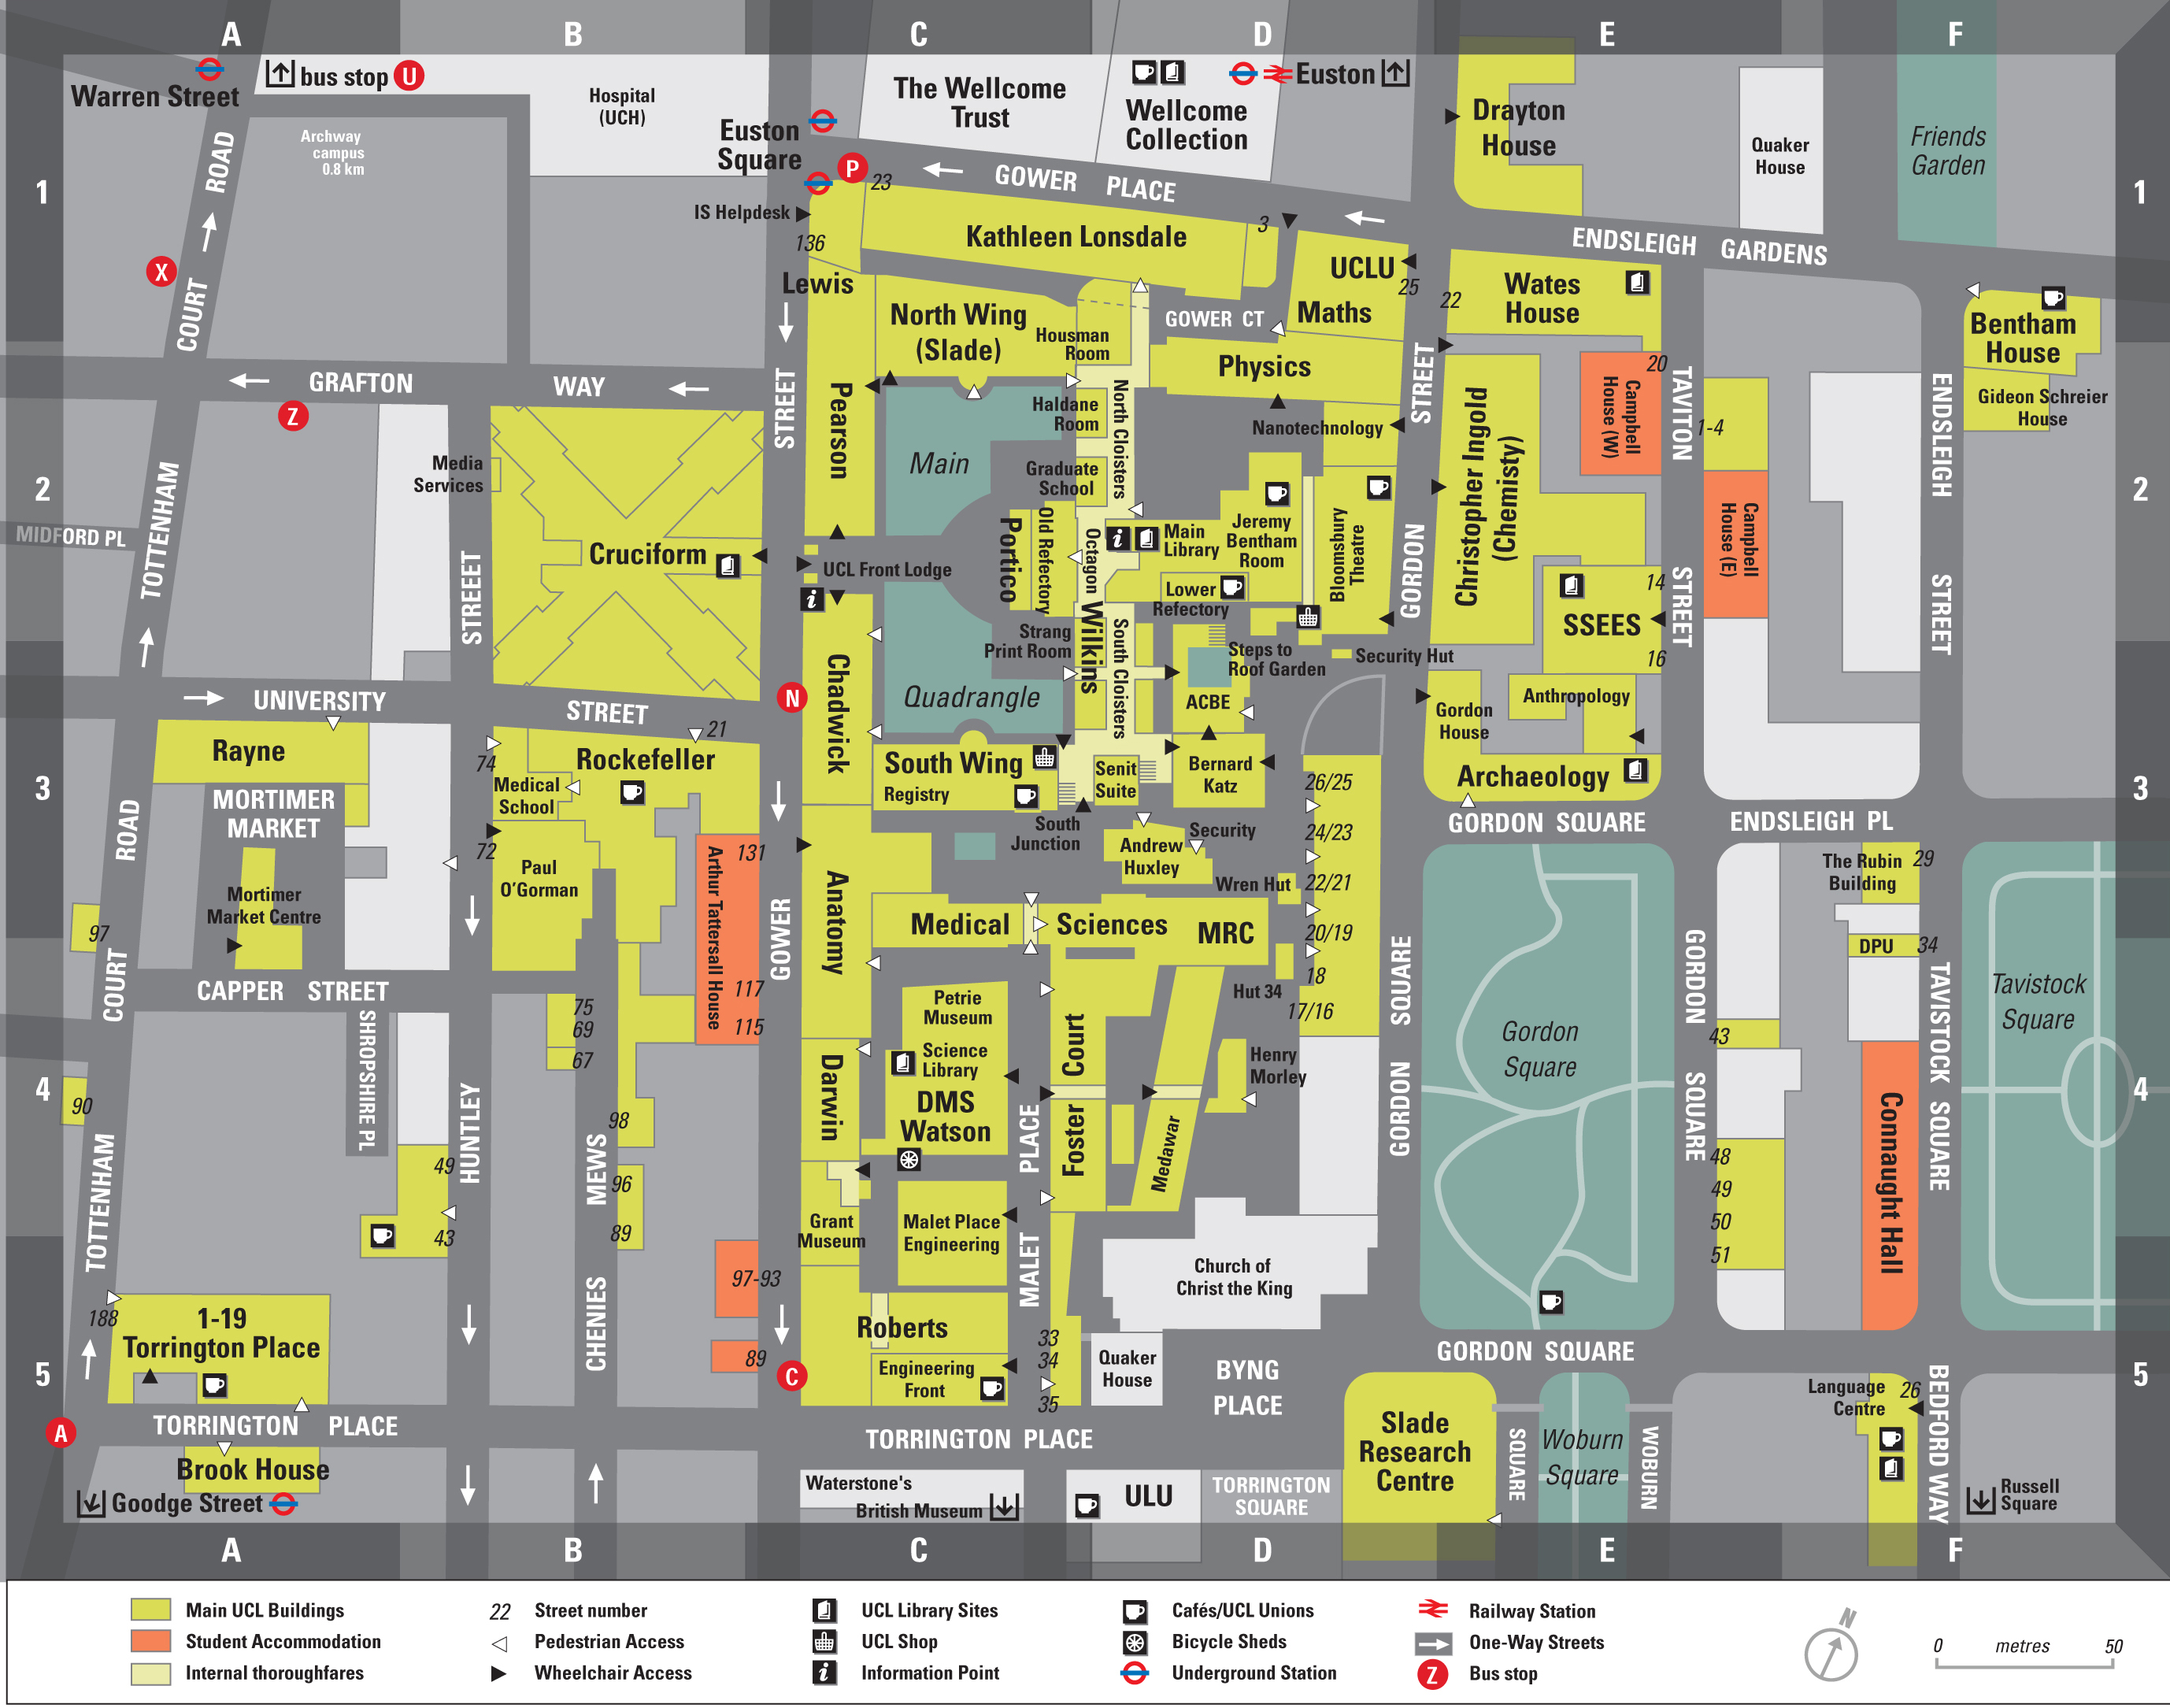 A
B
C
D
E
F
Warren Street
bus stop U
Hospital
(UCH)
The Wellcome
Trust
Wellcome
Collection
Euston
Drayton
House
Quaker
House
Friends
Garden
Archway
campus
0.8 km
Euston
Square
P
23
1
1
ROAD
COURT
TOTTENHAM
X
IS Helpdesk
136
GOWER PLACE
Kathleen Lonsdale
3
UCLU
25
22
Maths
ENDSLEIGH GARDENS
Wates
House
Bentham
House
Gideon Schreier
House
Lewis
North Wing
(Slade)
Housman
Room
GOWER CT
Physics
GRAFTON WAY
Z
STREET
Pearson
Main
Haldane
Room
North Cloisters
Nanotechnology
STREET
Christopher Ingold
(Chemisty)
20
Campbell
House (W)
TAVITON
1-4
Campbell
House (E)
ENDSLEIGH
STREET
2
2
MIDFORD PL
Media
Services
Cruciform
STREEET
UCL Front Lodge
Graduate
School
Portico
Old Refectory
Octagon
Main
Library
Jeremy
Bentham
Room
Lower
Refectory
Bloomsbury
Theatre
GORDON
14
SSEES
16
STREET
Wilkins
Strang
Print Room
South Cloisters
Steps to
Roof Garden
Security Hut
ACBE
Anthropology
Gordon
House
Archaeology
UNIVERSITY STREET
N
Chadwick
Quadrangle
21
Rayne
74
Rockefeller
Medical
School
South Wing
Registry
Senit
Suite
Bernard
Katz
26/25
3
3
MORTIMER
MARKET
72
Paul
O'Gorman
131
Arthur Tattersall House
117
115
South
Junction
Andrew
Huxley
Security
24/23
GORDON SQUARE
ENDSLEIGH PL
The Rubin
Building
29
Mortimer
Market Centre
97
ROAD
COURT
TOTTENHAM
GOWER
Anatomy
Wren Hut
22/21
Medical Sciences
MRC
20/19
18
Hut 34
17/16
DPU 34
CAPPER STREET
SHROPSHIRE PL
75
69
67
Petrie
Museum
Science
Library
DMS
Watson
Darwin
Court
Foster
Henry
Morley
Medawar
SQUARE
GORDON
Gordon
Square
GORDON
SQUARE
43
TAVISTOCK SQUARE
Tavistock
Square
4
4
90
HUNTLEY
49
43
98
MEWS
96
89
CHENIES
Grant
Museum
Malet Place
Engineering
PLACE
MALET
Church of
Christ the King
48
49
50
51
Connaught Hall
97-93
89
188
1-19
Torrington Place
Roberts
Engineering
Front
33
34
35
Quaker
House
BYNG
PLACE
GORDON SQUARE
5
5
C
A
TORRINGTON PLACE
TORRINGTON PLACE
Brook House
Goodge Street
Waterstone's
British Museum
ULU
TORRINGTON
SQUARE
Slade
Research
Centre
SQUARE
Woburn
Square
WOBURN
Language
Centre
26
BEDFORD WAY
Russell
Square
A
B
C
D
E
F
Main UCL Buildings
Student Accommodation
Internal thoroughfares
22 Street number
Pedestrian Access
Wheelchair Access
UCL Library Sites
UCL Shop
i Information Point
Cafés/UCL Unions
Bicycle Sheds
Underground Station
Railway Station
One-Way Streets
Z Bus stop
N
0 metres 50